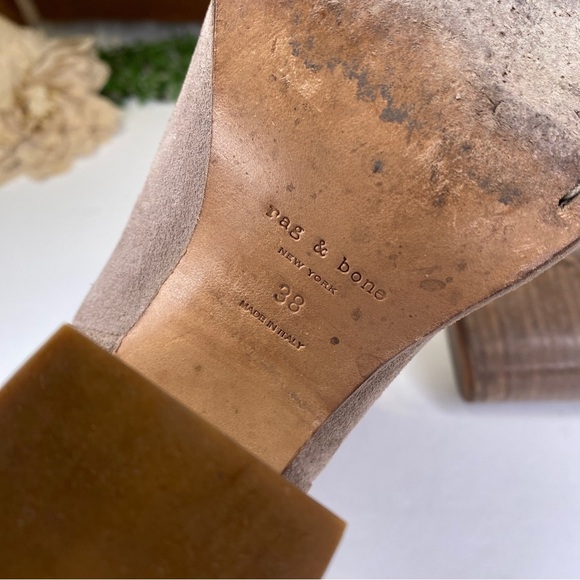 rag & bone
NEW YORK
38
MADE IN ITALY